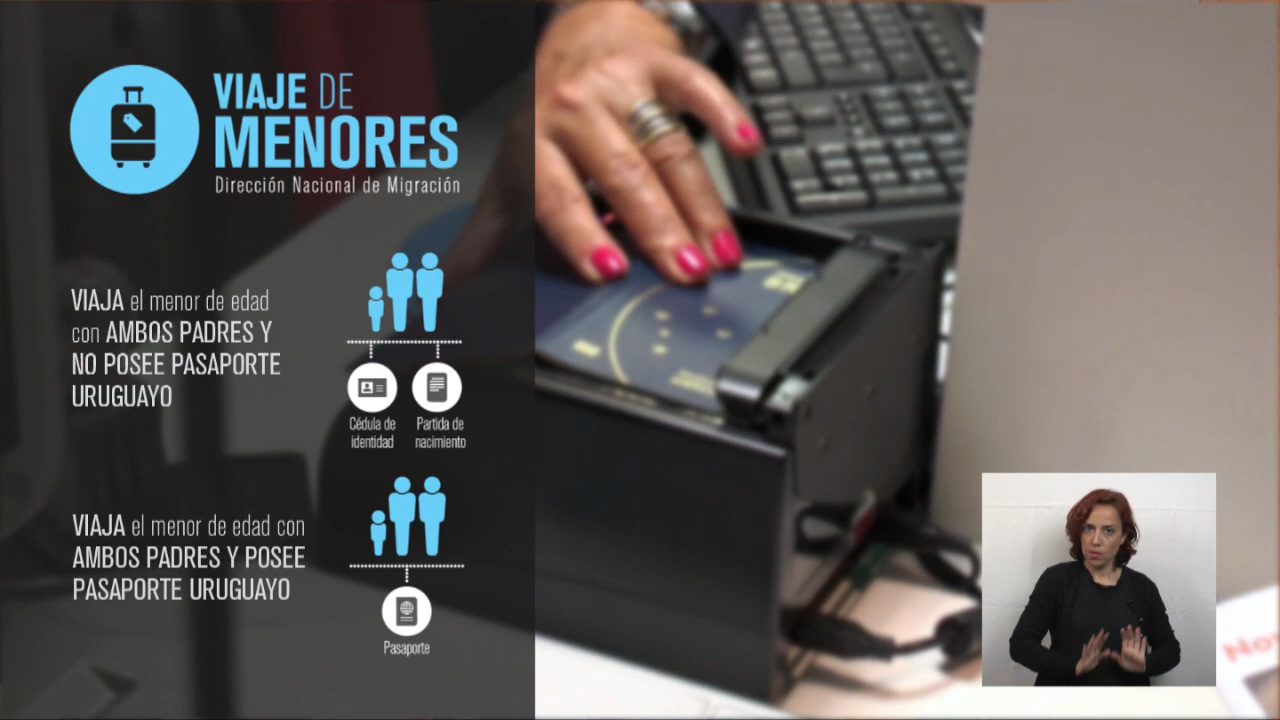 VIAJE DE
MENORES
Dirección Nacional de Migración
VIAJA el menor de edad
con AMBOS PADRES Y
NO POSEE PASAPORTE
URUGUAYO
Cédula de
identidad
Partida de
nacimiento
VIAJA el menor de edad con
AMBOS PADRES Y POSEE
PASAPORTE URUGUAYO
Pasaporte